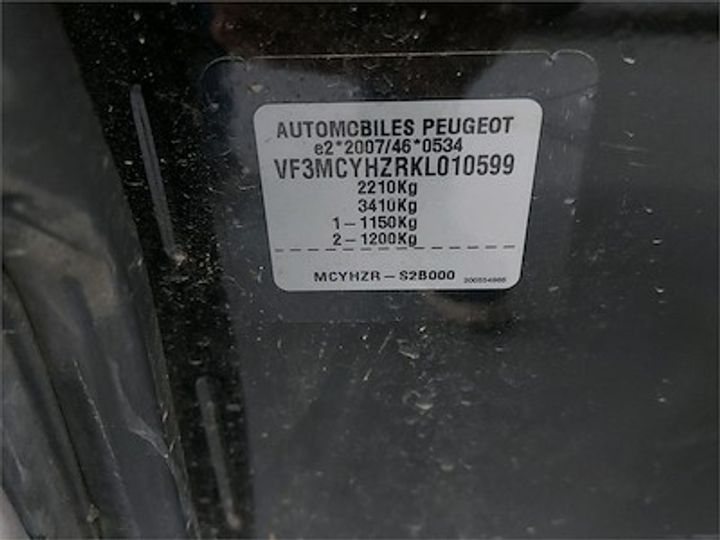 AUTOMOBILES PEUGEOT
e2*2007/46*0534
VF3MCYHZRKL010599
2210Kg
3410Kg
1-1150Kg
2-1200Kg
MCYHZR-S2B000